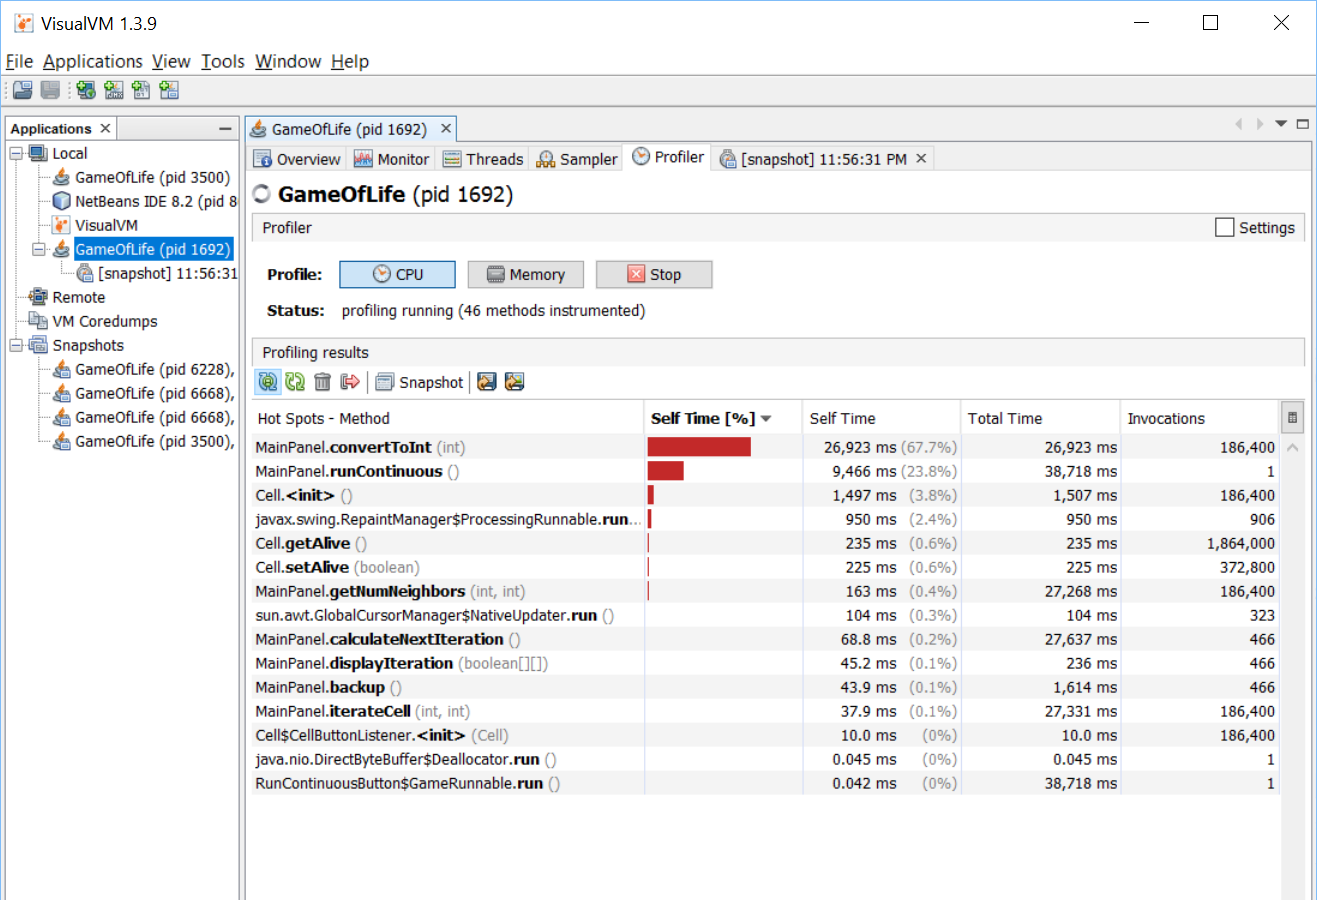 VisualVM 1.3.9
File Applications View Tools Window Help
Applications
Local
GameOfLife (pid 3500)
NetBeans IDE 8.2 (pid 8
VisualVM
GameOfLife (pid 1692)
[snapshot] 11:56:31
Remote
VM Coredumps
Snapshots
GameOfLife (pid 6228),
GameOfLife (pid 6668),
GameOfLife (pid 6668),
GameOfLife (pid 3500),
GameOfLife (pid 1692)
Overview Monitor Threads Sampler Profiler [snapshot] 11:56:31 PM
GameOfLife (pid 1692)
Profiler Settings
Profile: CPU Memory Stop
Status: profiling running (46 methods instrumented)
Profiling results
Snapshot
Hot Spots - Method Self Time [%] Self Time Total Time Invocations
MainPanel.convertToInt (int) 26,923 ms (67.7%) 26,923 ms 186,400
MainPanel.runContinuous () 9,466 ms (23.8%) 38,718 ms 1
Cell.<init> () 1,497 ms (3.8%) 1,507 ms 186,400
javax.swing.RepaintManager$ProcessingRunnable.run... 950 ms (2.4%) 950 ms 906
Cell.getAlive () 235 ms (0.6%) 235 ms 1,864,000
Cell.setAlive (boolean) 225 ms (0.6%) 225 ms 372,800
MainPanel.getNumNeighbors (int, int) 163 ms (0.4%) 27,268 ms 186,400
sun.awt.GlobalCursorManager$NativeUpdater.run () 104 ms (0.3%) 104 ms 323
MainPanel.calculateNextIteration () 68.8 ms (0.2%) 27,637 ms 466
MainPanel.displayIteration (boolean[][]) 45.2 ms (0.1%) 236 ms 466
MainPanel.backup () 43.9 ms (0.1%) 1,614 ms 466
MainPanel.iterateCell (int, int) 37.9 ms (0.1%) 27,331 ms 186,400
Cell$CellButtonListener.<init> (Cell) 10.0 ms (0%) 10.0 ms 186,400
java.nio.DirectByteBuffer$Deallocator.run () 0.045 ms (0%) 0.045 ms 1
RunContinuousButton$GameRunnable.run () 0.042 ms (0%) 38,718 ms 1